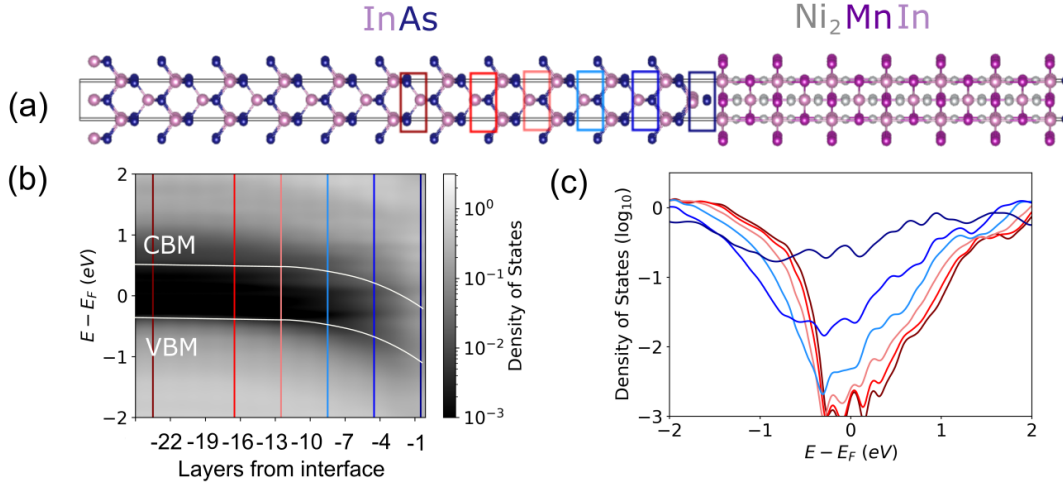 InAs
Ni2MnIn
(a)
(b)
(c)
2
1
0
−1
−2
E − EF (eV)
CBM
VBM
-22 -19 -16 -13 -10 -7 -4 -1
Layers from interface
10^0
10^−1
10^−2
10^−3
Density of States
0
−1
−2
−3
Density of States (log10)
−2 −1 0 1 2
E − EF (eV)